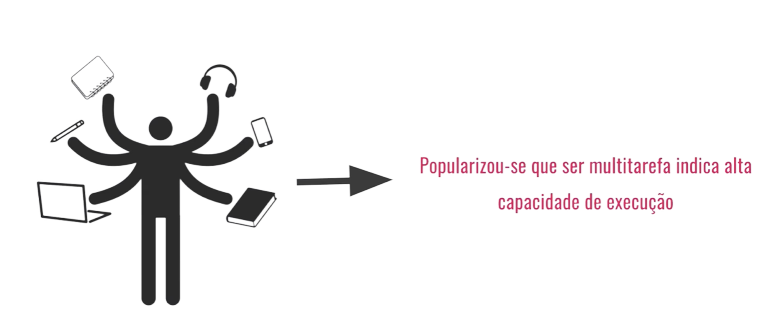 Popularizou-se que ser multitarefa indica alta
capacidade de execução